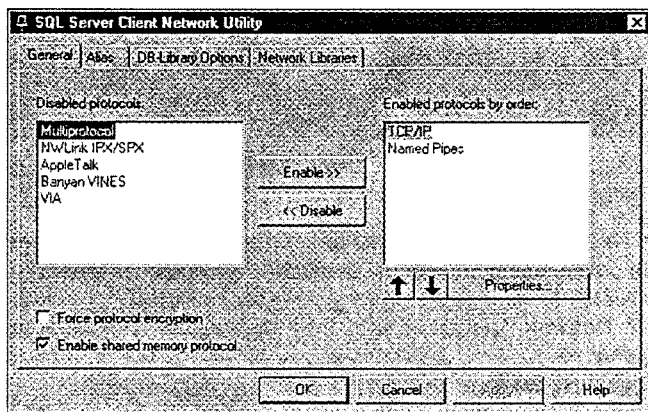 SQL Server Client Network Utility
General Alias DB-Library Options Network Libraries
Disabled protocols:
Multiprotocol
NWLink IPX/SPX
AppleTalk
Banyan VINES
VIA
Enable >>
<< Disable
Enabled protocols by order:
TCP/IP
Named Pipes
Properties...
Force protocol encryption
Enable shared memory protocol
OK Cancel Apply Help